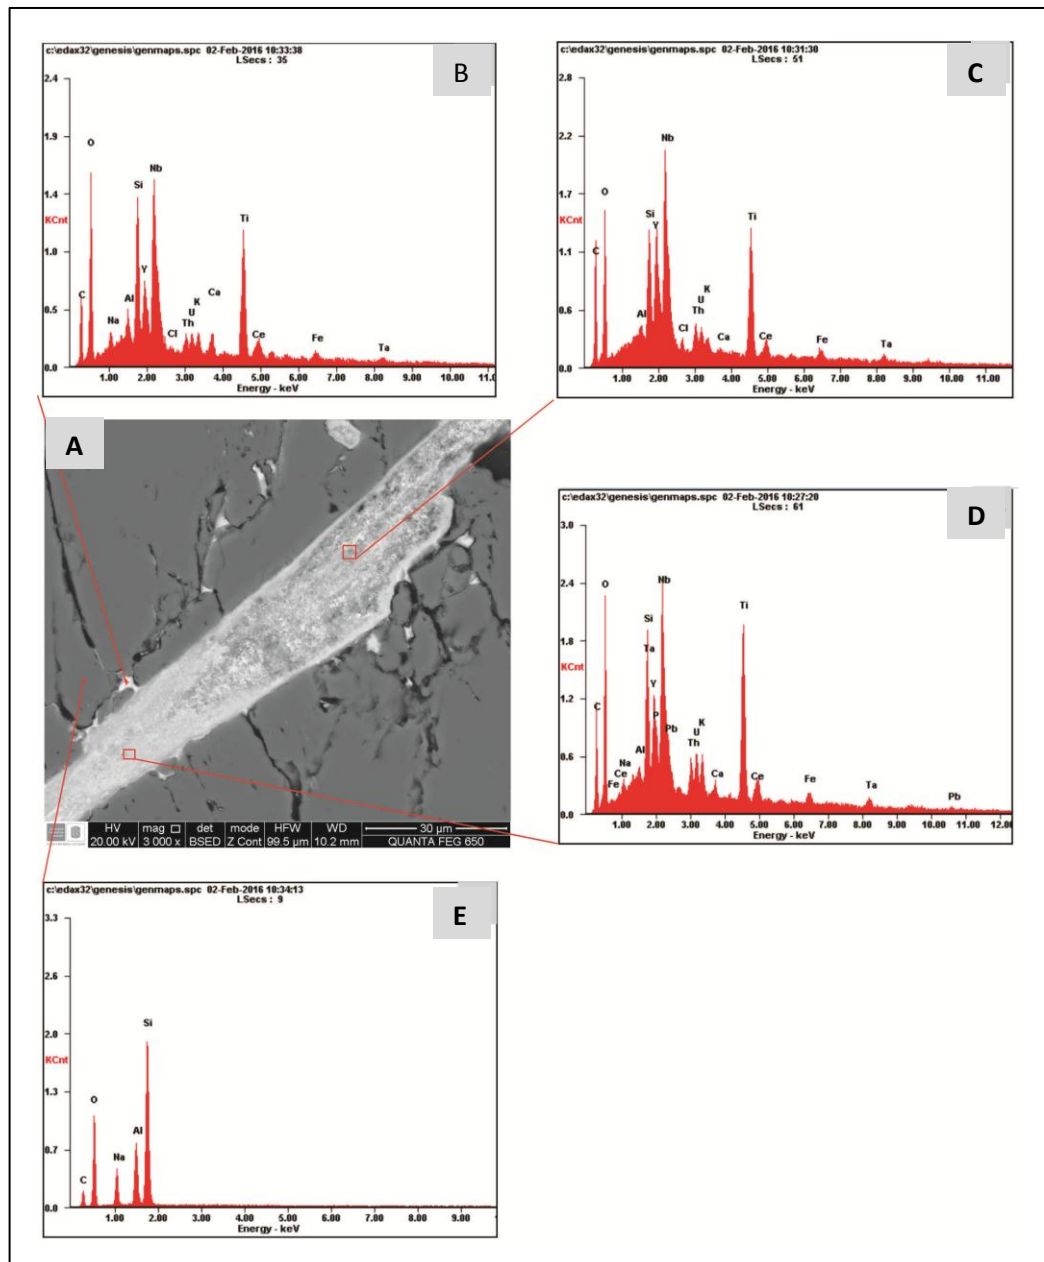 c:\edax32\genesis\genmaps.spc 02-Feb-2016 10:33:38
LSecs : 35
B
2.4
1.9
1.4
KCnt
1.0
0.5
0.0
C
O
Na
Al
Si
Y
Nb
Cl
Th
U
K
Ca
Ti
Ce
Fe
Ta
1.00 2.00 3.00 4.00 5.00 6.00 7.00 8.00 9.00 10.00 11.0
Energy - keV
c:\edax32\genesis\genmaps.spc 02-Feb-2016 10:31:30
LSecs : 51
C
2.8
2.2
1.7
KCnt
1.1
0.6
0.0
C
O
Al
Si
Y
Nb
Cl
Th
U
K
Ca
Ti
Ce
Fe
Ta
1.00 2.00 3.00 4.00 5.00 6.00 7.00 8.00 9.00 10.00 11.00
Energy - keV
A
HV mag det mode HFW WD 30 µm
20.00 kV 3 000 x BSED Z Cont 99.5 µm 10.2 mm QUANTA FEG 650
c:\edax32\genesis\genmaps.spc 02-Feb-2016 10:27:20
LSecs : 61
D
3.0
2.4
1.8
KCnt
1.2
0.6
0.0
C
O
Fe
Ce
Na
Al
Si
Ta
Y
P
Nb
Pb
Th
U
K
Ca
Ti
Ce
Fe
Ta
Pb
1.00 2.00 3.00 4.00 5.00 6.00 7.00 8.00 9.00 10.00 11.00 12.0
Energy - keV
c:\edax32\genesis\genmaps.spc 02-Feb-2016 10:34:13
LSecs : 9
E
3.3
2.6
2.0
KCnt
1.3
0.7
0.0
C
O
Na
Al
Si
1.00 2.00 3.00 4.00 5.00 6.00 7.00 8.00 9.00
Energy - keV